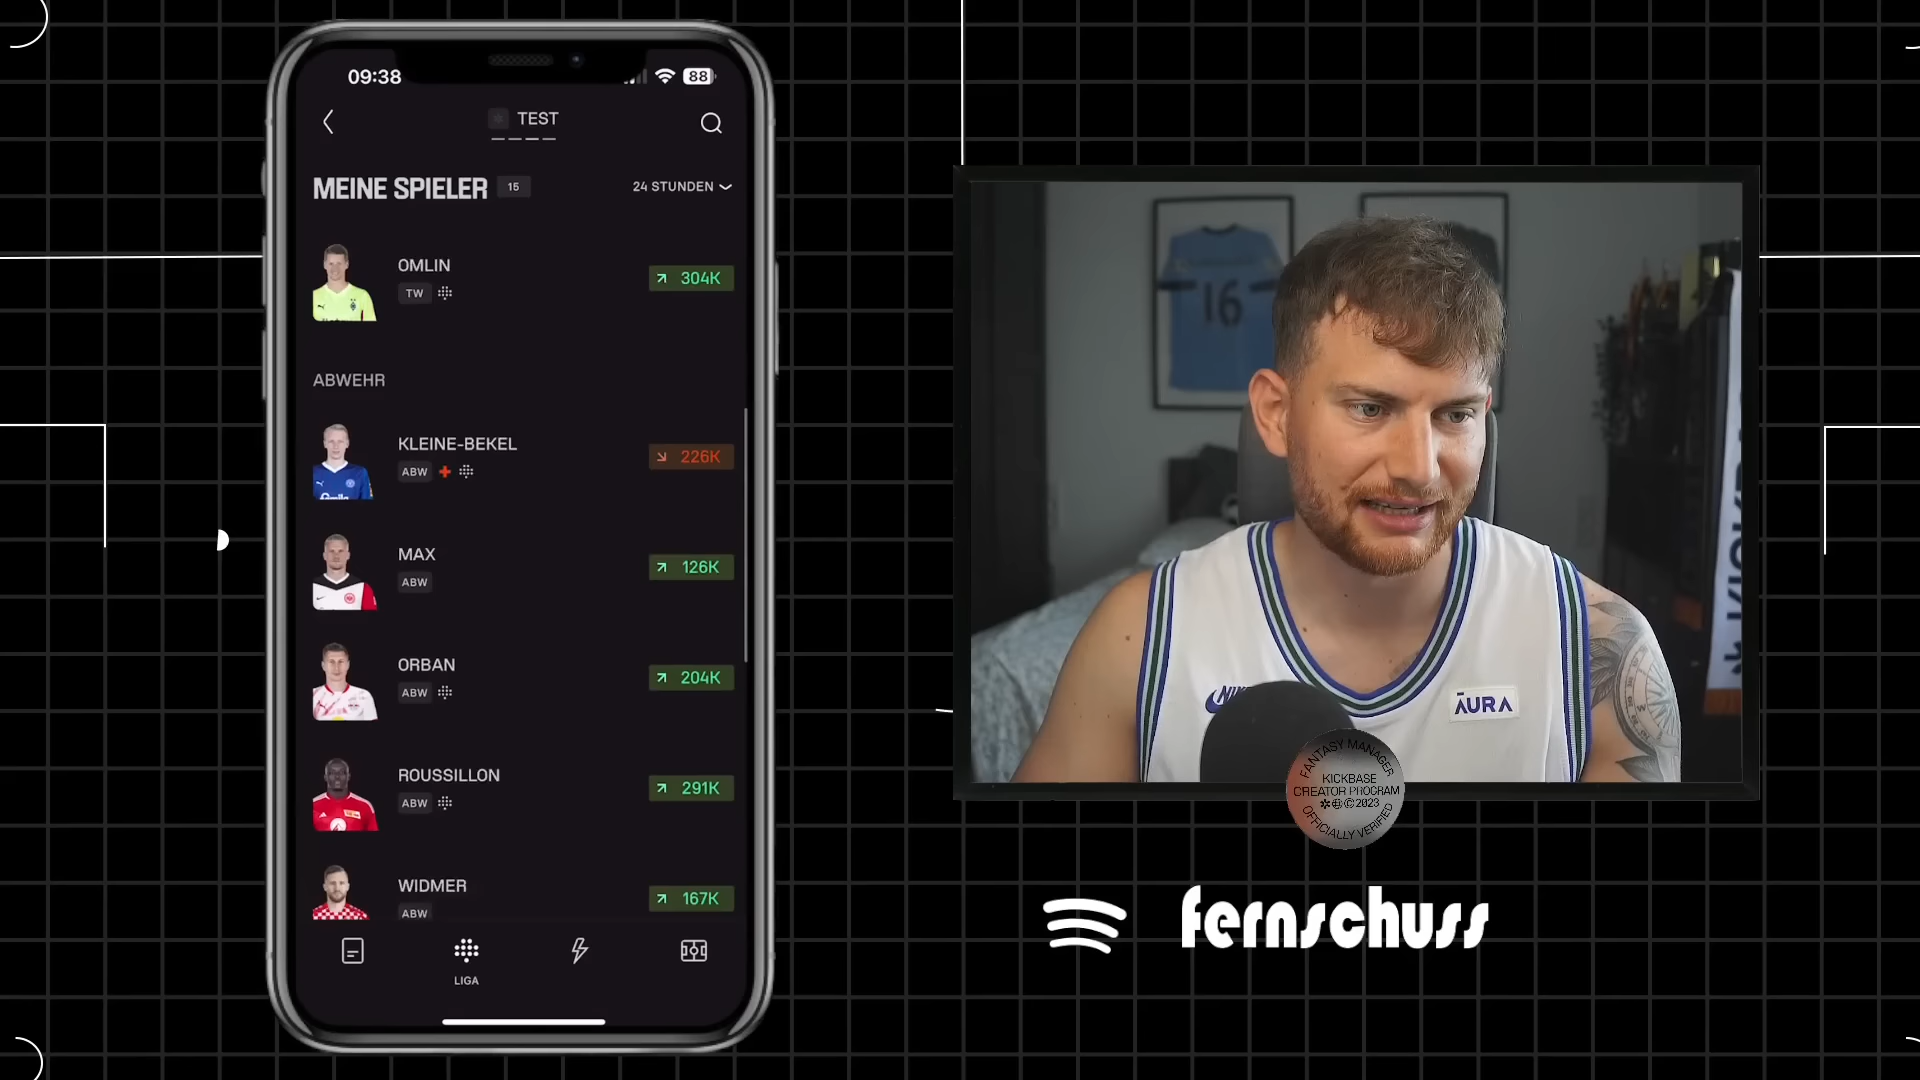 09:38
88
TEST
MEINE SPIELER 15
24 STUNDEN
OMLIN
TW
304K
ABWEHR
KLEINE-BEKEL
ABW
226K
MAX
ABW
126K
ORBAN
ABW
204K
ROUSSILLON
ABW
291K
WIDMER
ABW
167K
LIGA
16
NIKE
AURA
FANTASY MANAGER
KICKBASE
CREATOR PROGRAM
©2023
OFFICIALLY VERIFIED
fernschuss